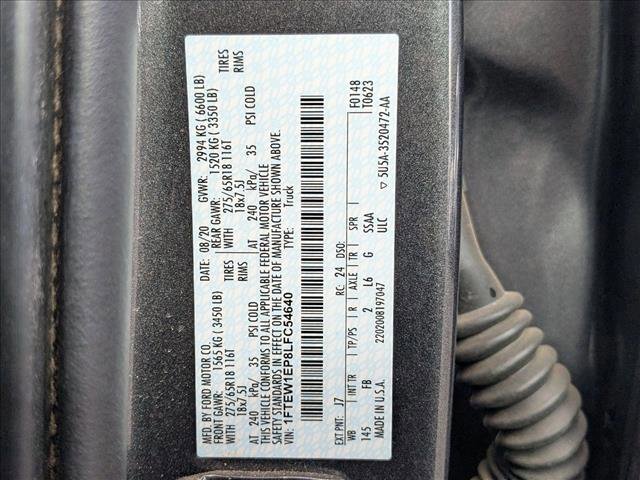 MFD. BY FORD MOTOR CO. DATE: 08/20 GVWR: 2994 KG ( 6600 LB)
FRONT GAWR: 1565 KG ( 3450 LB) REAR GAWR: 1520 KG ( 3350 LB)
WITH 275/65R18 116T TIRES WITH 275/65R18 116T TIRES
18x7.5J RIMS 18x7.5J RIMS
AT 240 kPa/ 35 PSI COLD AT 240 kPa/ 35 PSI COLD
THIS VEHICLE CONFORMS TO ALL APPLICABLE FEDERAL MOTOR VEHICLE
SAFETY STANDARDS IN EFFECT ON THE DATE OF MANUFACTURE SHOWN ABOVE.
VIN: 1FTEW1EP8LFC54640 TYPE: Truck
F0148
T0623
EXT PNT: 17 RC: 24 DSO:
WB INT TR TP/PS R AXLE TR SPR
145 FB 2 L6 G SSAA
MADE IN U.S.A. 2202008197047 ULC
▽ 5U5A-3520472-AA